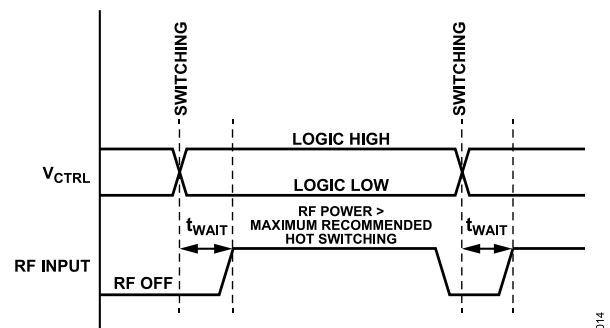 SWITCHING
SWITCHING
LOGIC HIGH
VCTRL
LOGIC LOW
RF POWER >
MAXIMUM RECOMMENDED
HOT SWITCHING
tWAIT
tWAIT
RF INPUT
RF OFF
014